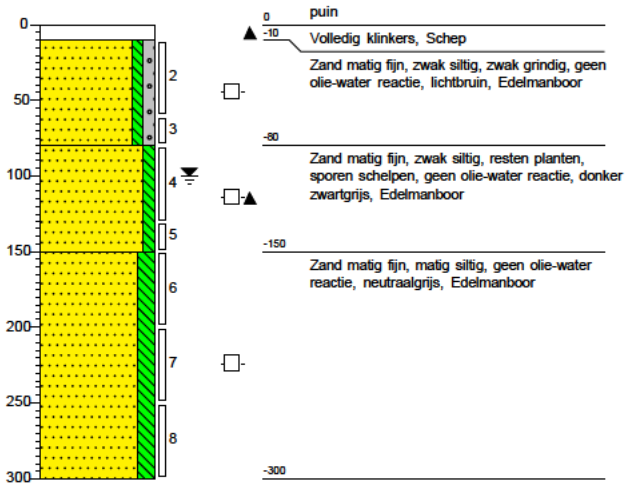 puin
0
0
-10
Volledig klinkers, Schep
Zand matig fijn, zwak siltig, zwak grindig, geen
olie-water reactie, lichtbruin, Edelmanboor
2
50
3
-80
Zand matig fijn, zwak siltig, resten planten,
sporen schelpen, geen olie-water reactie, donker
zwartgrijs, Edelmanboor
100
4
5
150
-150
Zand matig fijn, matig siltig, geen olie-water
reactie, neutraalgrijs, Edelmanboor
6
200
7
250
8
300
-300